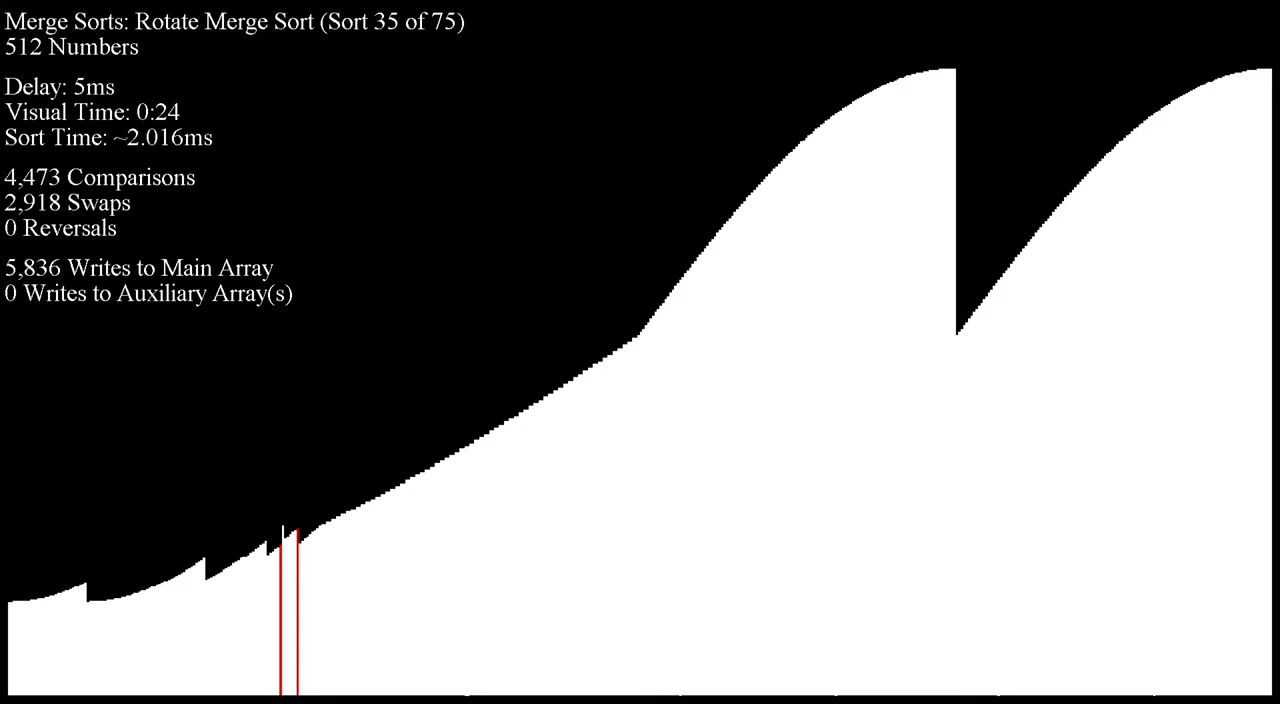 Merge Sorts: Rotate Merge Sort (Sort 35 of 75)
512 Numbers
Delay: 5ms
Visual Time: 0:24
Sort Time: ~2.016ms
4,473 Comparisons
2,918 Swaps
0 Reversals
5,836 Writes to Main Array
0 Writes to Auxiliary Array(s)